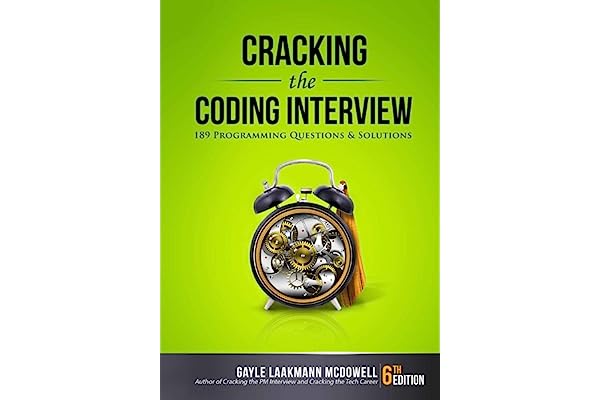 CRACKING
the
CODING INTERVIEW
189 PROGRAMMING QUESTIONS & SOLUTIONS
GAYLE LAAKMANN MCDOWELL
Author of Cracking the PM Interview and Cracking the Tech Career
6TH
EDITION